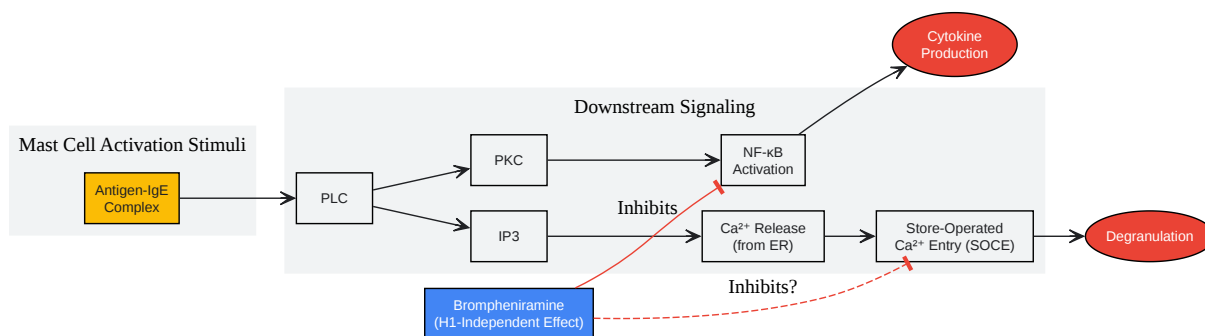 Cytokine
Production
Downstream Signaling
Mast Cell Activation Stimuli
Antigen-IgE
Complex
PLC
PKC
NF-κB
Activation
IP3
Inhibits
Ca²⁺ Release
(from ER)
Store-Operated
Ca²⁺ Entry (SOCE)
Degranulation
Inhibits?
Brompheniramine
(H1-Independent Effect)